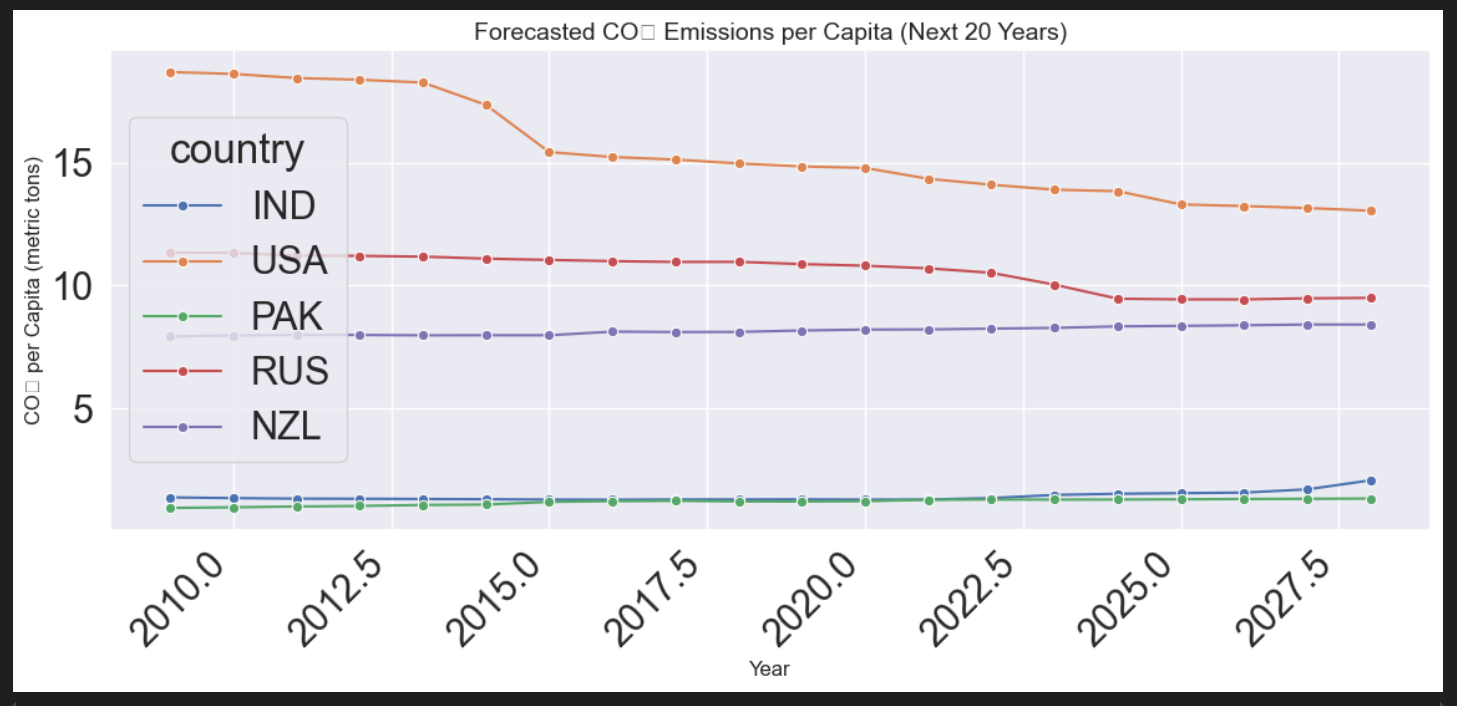 Forecasted CO□ Emissions per Capita (Next 20 Years)
CO□ per Capita (metric tons)
15
10
5
country
IND
USA
PAK
RUS
NZL
2010.0
2012.5
2015.0
2017.5
2020.0
2022.5
2025.0
2027.5
Year